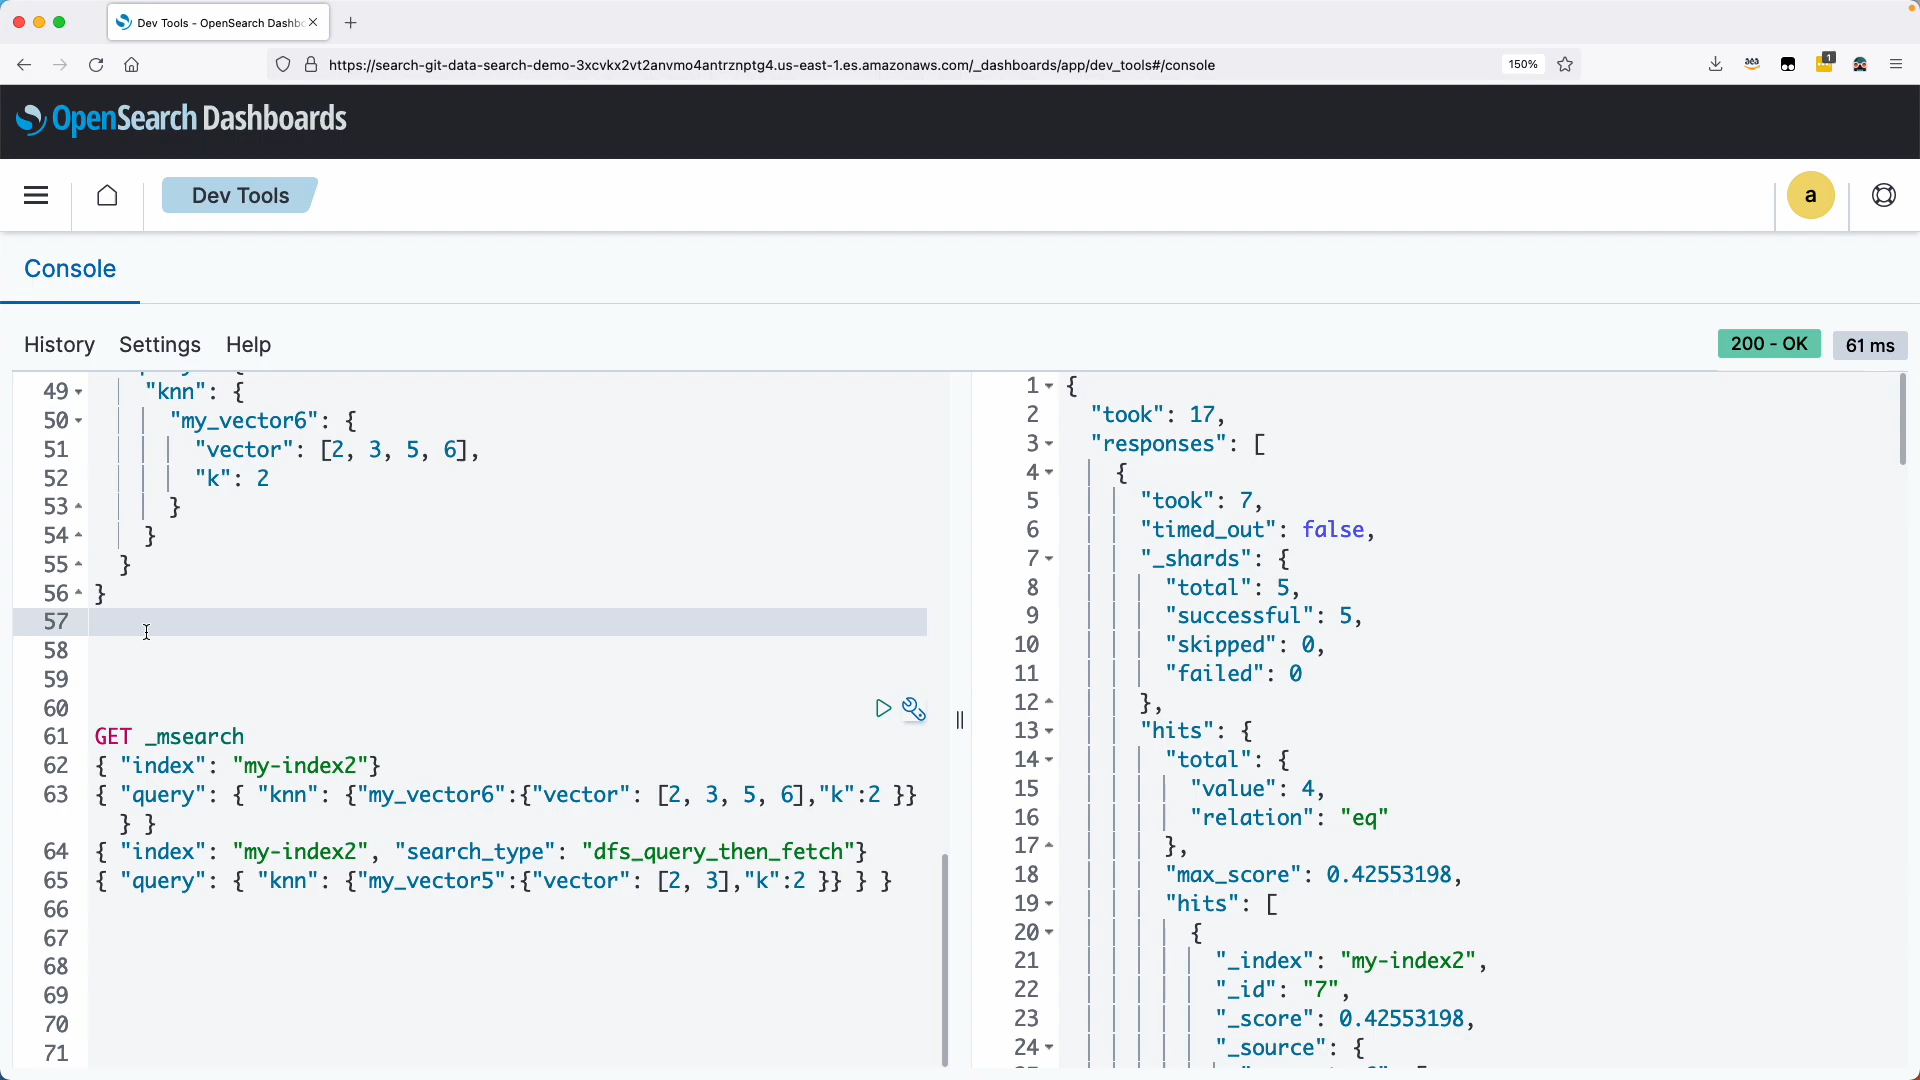 Dev Tools - OpenSearch Dashbo
https://search-git-data-search-demo-3xcvkx2vt2anvmo4antrznptg4.us-east-1.es.amazonaws.com/_dashboards/app/dev_tools#/console
150%
1
OpenSearch Dashboards
Dev Tools
a
Console
History Settings Help
200 - OK
61 ms
49 "knn": {
50 "my_vector6": {
51 "vector": [2, 3, 5, 6],
52 "k": 2
53 }
54 }
55 }
56 }
57
58
59
60
61 GET _msearch
62 { "index": "my-index2"}
63 { "query": { "knn": {"my_vector6":{"vector": [2, 3, 5, 6],"k":2 }}
} }
64 { "index": "my-index2", "search_type": "dfs_query_then_fetch"}
65 { "query": { "knn": {"my_vector5":{"vector": [2, 3],"k":2 }} } }
66
67
68
69
70
71
1 {
2 "took": 17,
3 "responses": [
4 {
5 "took": 7,
6 "timed_out": false,
7 "_shards": {
8 "total": 5,
9 "successful": 5,
10 "skipped": 0,
11 "failed": 0
12 },
13 "hits": {
14 "total": {
15 "value": 4,
16 "relation": "eq"
17 },
18 "max_score": 0.42553198,
19 "hits": [
20 {
21 "_index": "my-index2",
22 "_id": "7",
23 "_score": 0.42553198,
24 "_source": {